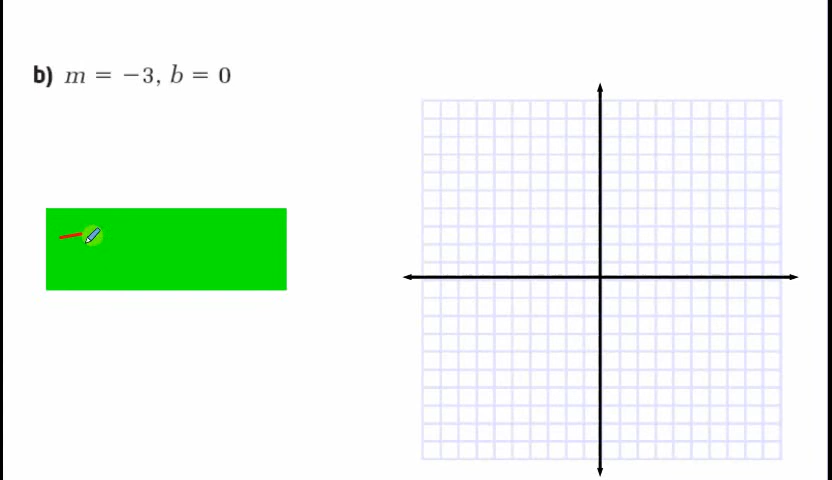 b) m = −3, b = 0